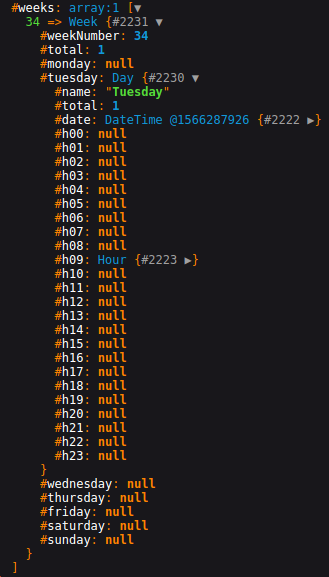 #weeks: array:1 [▼
34 => Week {#2231 ▼
#weekNumber: 34
#total: 1
#monday: null
#tuesday: Day {#2230 ▼
#name: "Tuesday"
#total: 1
#date: DateTime @1566287926 {#2222 ▶}
#h00: null
#h01: null
#h02: null
#h03: null
#h04: null
#h05: null
#h06: null
#h07: null
#h08: null
#h09: Hour {#2223 ▶}
#h10: null
#h11: null
#h12: null
#h13: null
#h14: null
#h15: null
#h16: null
#h17: null
#h18: null
#h19: null
#h20: null
#h21: null
#h22: null
#h23: null
}
#wednesday: null
#thursday: null
#friday: null
#saturday: null
#sunday: null
}
]